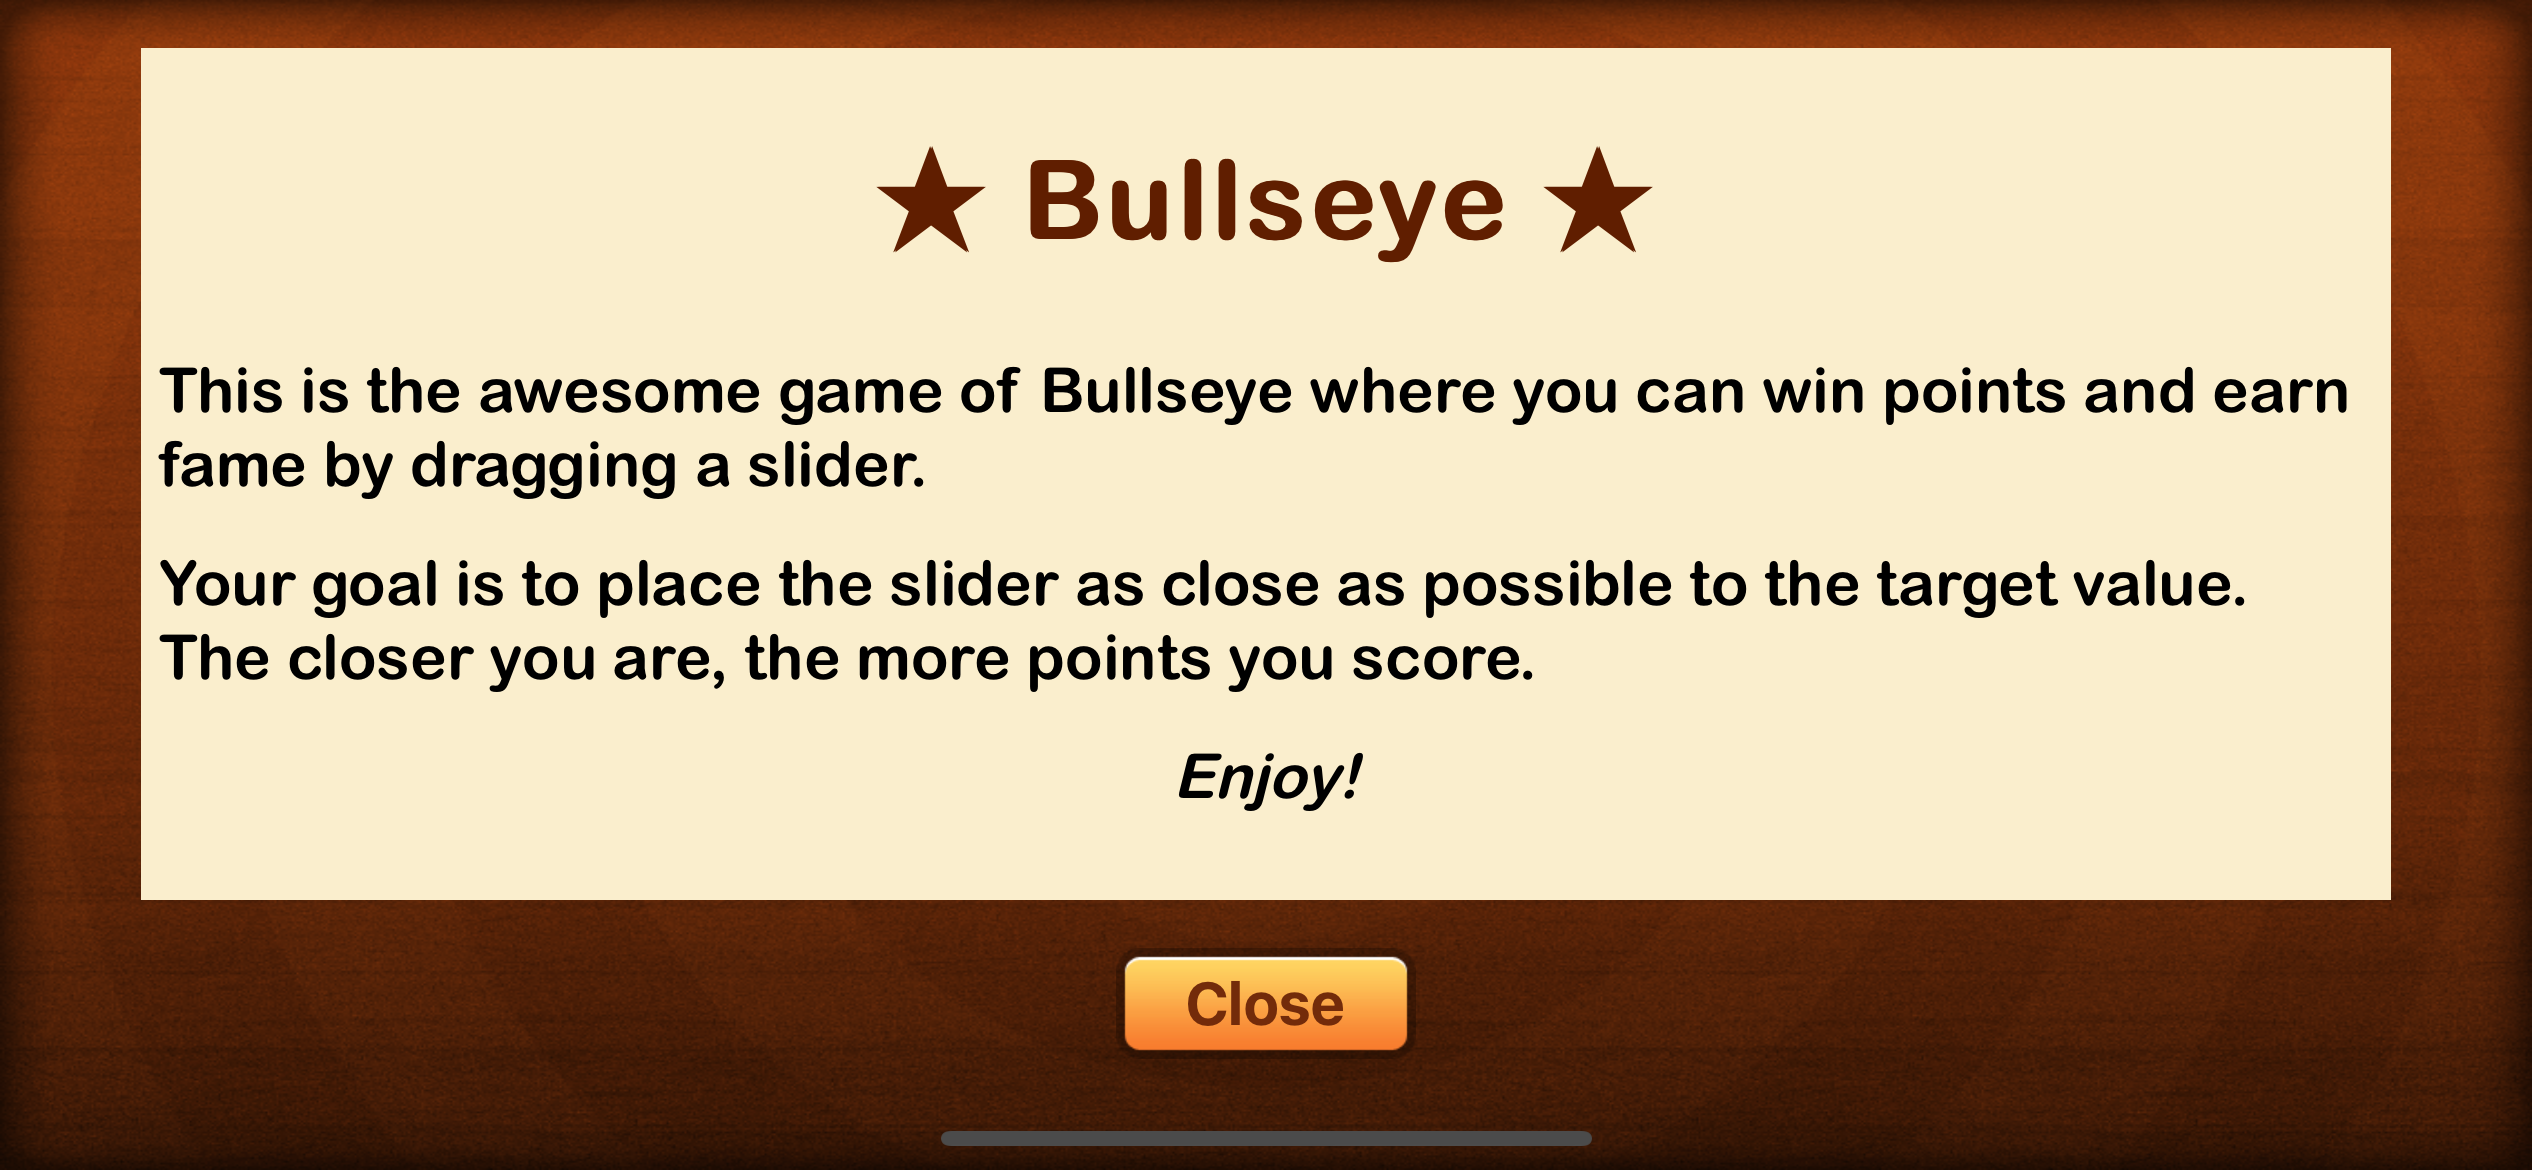 ★ Bullseye ★
This is the awesome game of Bullseye where you can win points and earn
fame by dragging a slider.
Your goal is to place the slider as close as possible to the target value.
The closer you are, the more points you score.
Enjoy!
Close